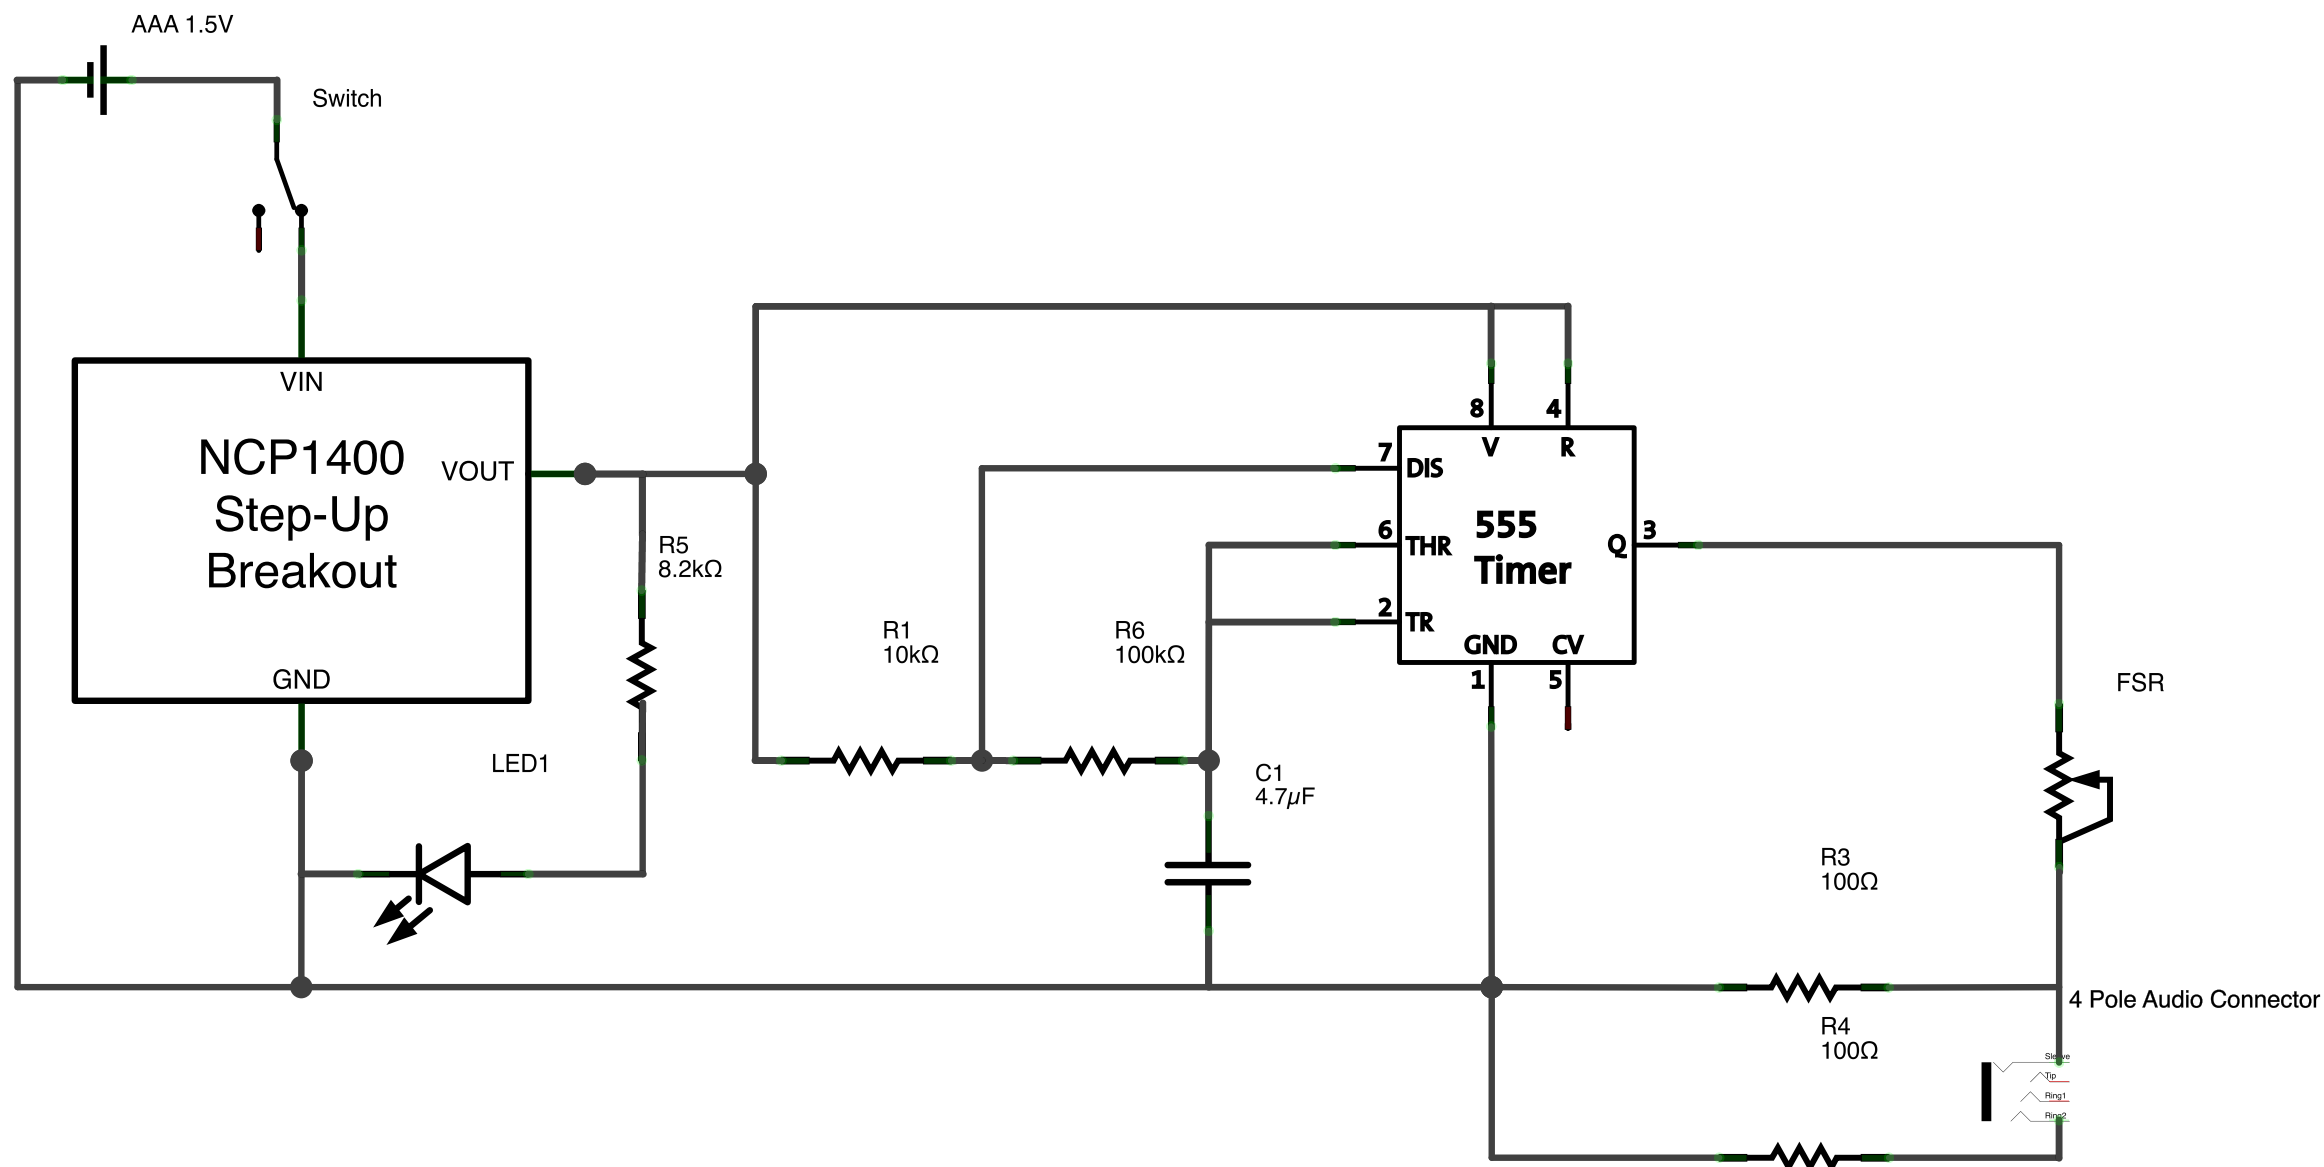 AAA 1.5V
Switch
VIN
NCP1400
Step-Up
Breakout
VOUT
GND
R5
8.2kΩ
LED1
R1
10kΩ
R6
100kΩ
C1
4.7µF
8
4
V
R
7
DIS
6
THR
2
TR
555
Timer
Q
3
GND
CV
1
5
FSR
R3
100Ω
R4
100Ω
4 Pole Audio Connector
Sleeve
Tip
Ring1
Ring2